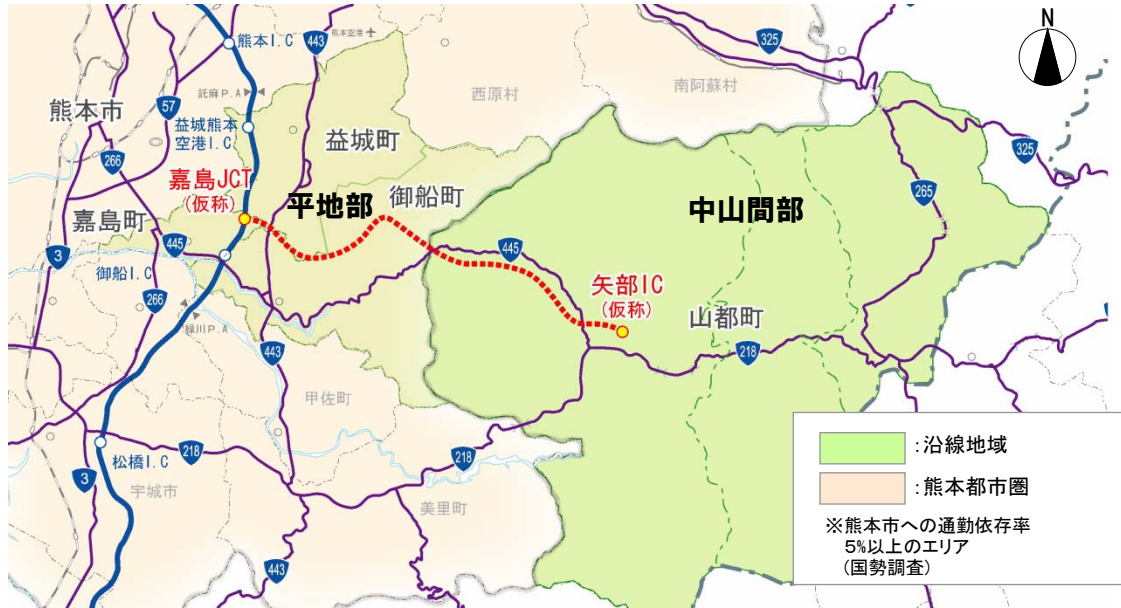 N
443
熊本空港
325
熊本I.C
託麻P.A
57
熊本市
西原村
南阿蘇村
益城熊本
空港I.C
益城町
266
325
嘉島JCT
(仮称)
平地部
御船町
中山間部
265
嘉島町
3
445
445
御船I.C
矢部IC
(仮称)
山都町
266
緑川P.A
443
218
甲佐町
218
松橋I.C
218
3
宇城市
美里町
443
:沿線地域
:熊本都市圏
※熊本市への通勤依存率
5%以上のエリア
(国勢調査)